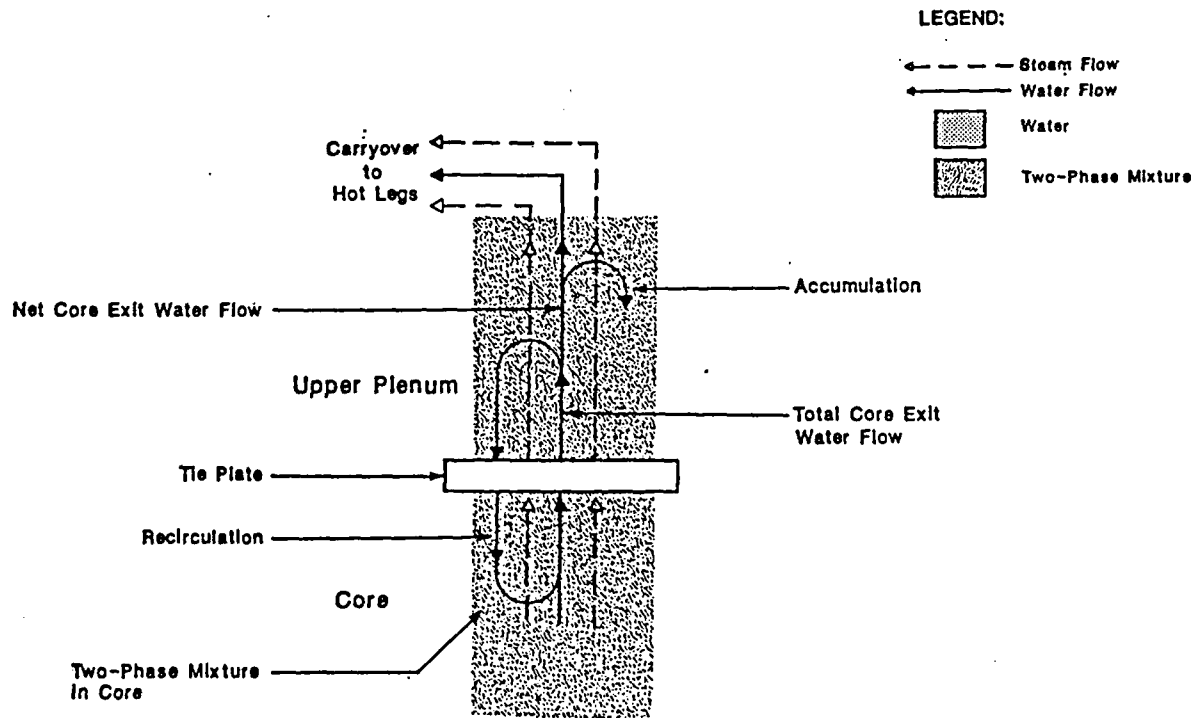 LEGEND:
Steam Flow
Water Flow
Water
Two-Phase Mixture
Carryover
to
Hot Legs
Accumulation
Net Core Exit Water Flow
Upper Plenum
Total Core Exit
Water Flow
Tie Plate
Recirculation
Core
Two-Phase Mixture
In Core